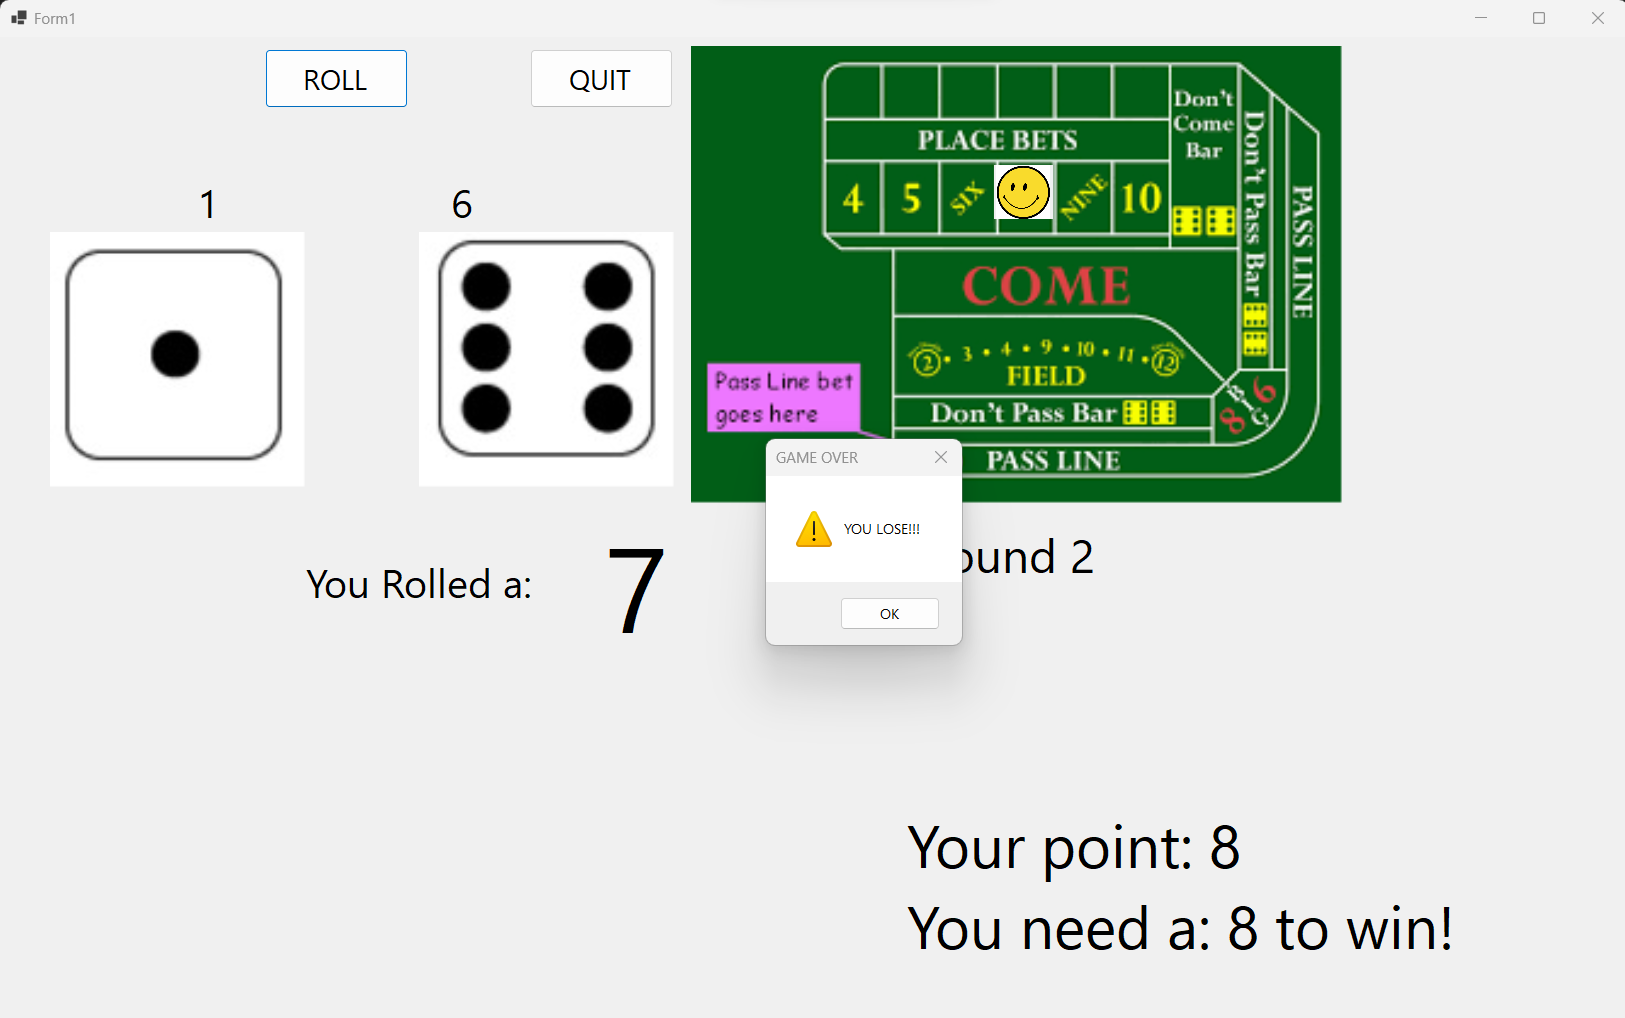 Form1
ROLL
QUIT
1
6
Don't
Come
Bar
PLACE BETS
4 5 SIX NINE 10
Don't Pass Bar
PASS LINE
COME
2 • 3 • 4 • 9 • 10 • 11 • 12
FIELD
Pass Line bet
goes here
Don't Pass Bar
BIG
6
8
PASS LINE
GAME OVER
YOU LOSE!!!
OK
You Rolled a:
7
ound 2
Your point: 8
You need a: 8 to win!